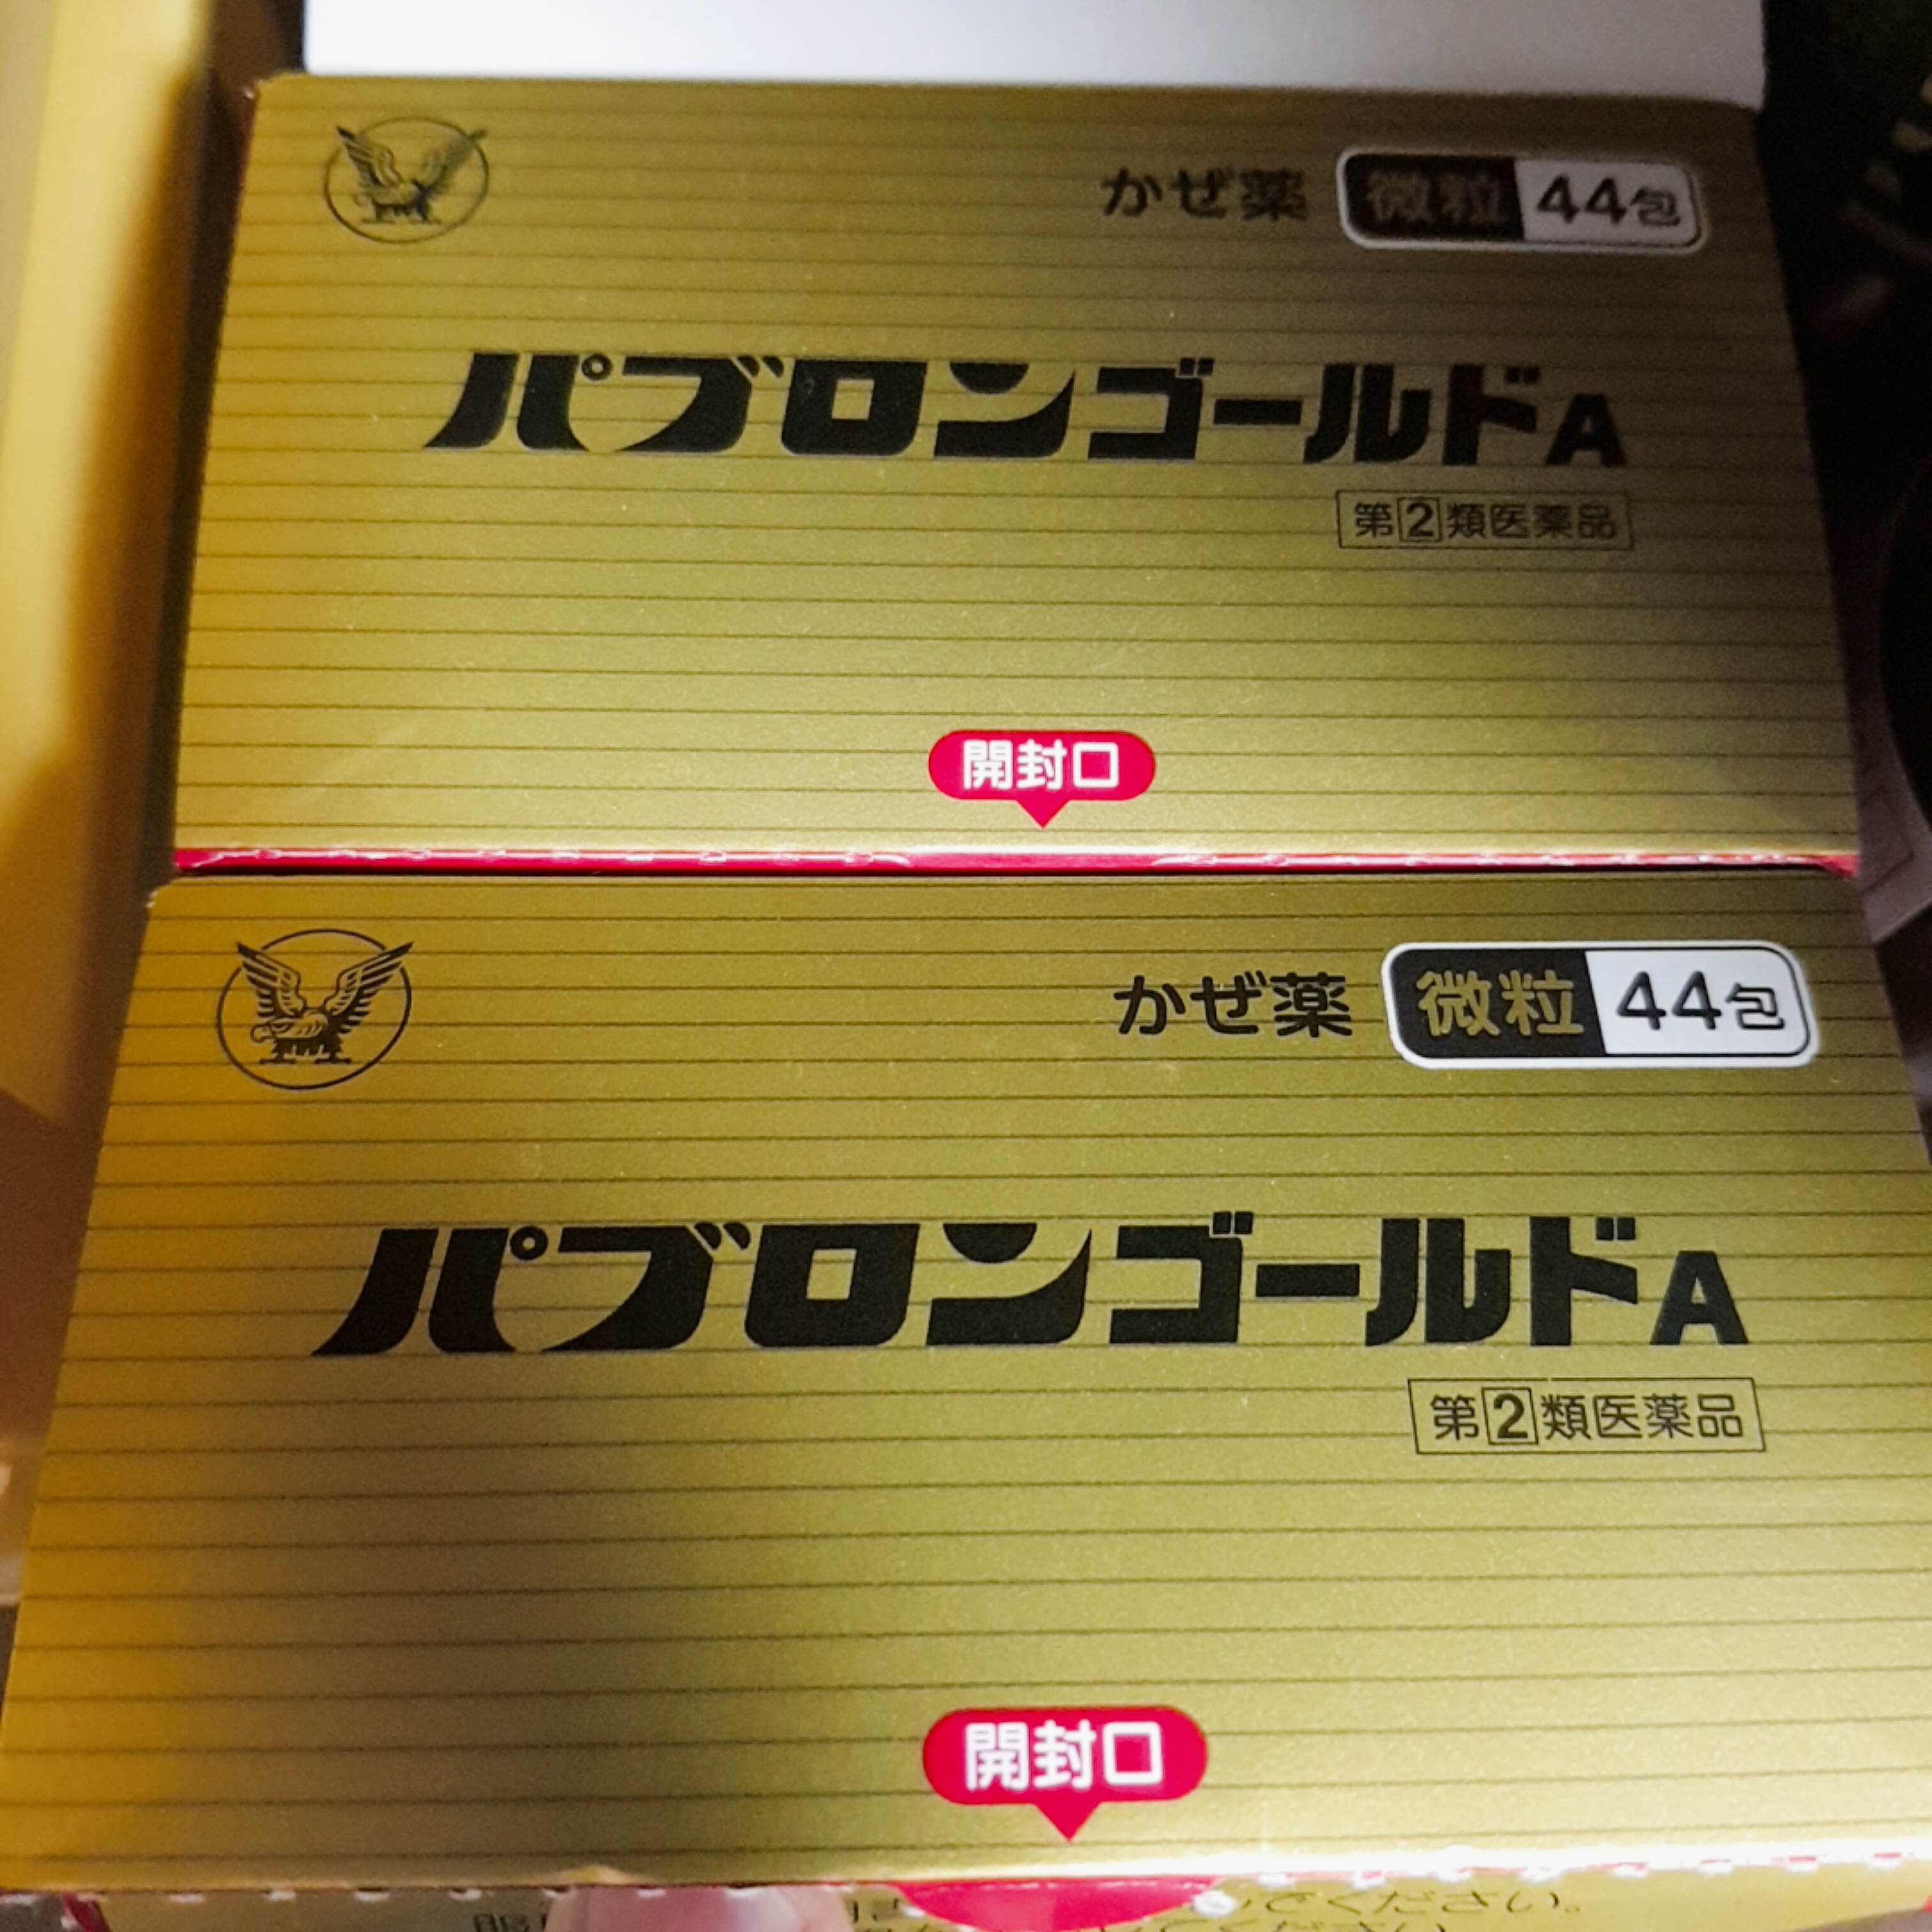 かぜ薬 微粒 44包
パブロンゴールドA
第2類医薬品
開封口
かぜ薬 微粒 44包
パブロンゴールドA
第2類医薬品
開封口